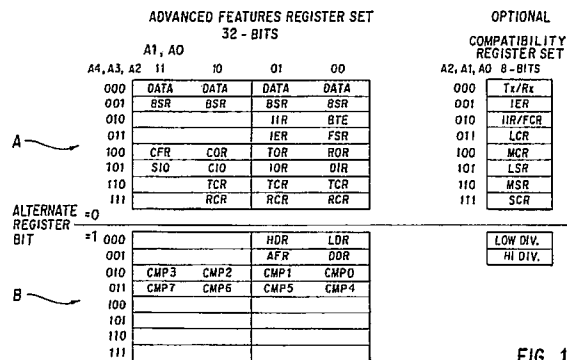 ADVANCED FEATURES REGISTER SET
32-BITS
OPTIONAL
COMPATIBILITY
REGISTER SET
A1, A0
A4, A3, A2 11 10 01 00
A2, A1, A0 8-BITS
000 DATA DATA DATA DATA 000 Tx/Rx
001 BSR BSR BSR BSR 001 IER
010 IIR BTE 010 IIR/FCR
011 IER FSR 011 LCR
A
100 CFR COR TOR ROR 100 MCR
101 SIO CIO IOR DIR 101 LSR
110 TCR TCR TCR 110 MSR
111 RCR RCR RCR 111 SCR
ALTERNATE =0
REGISTER
BIT =1
000 HDR LDR LOW DIV.
001 AFR DDR HI DIV.
010 CMP3 CMP2 CMP1 CMP0
B
011 CMP7 CMP6 CMP5 CMP4
100
101
110
111
FIG. 1